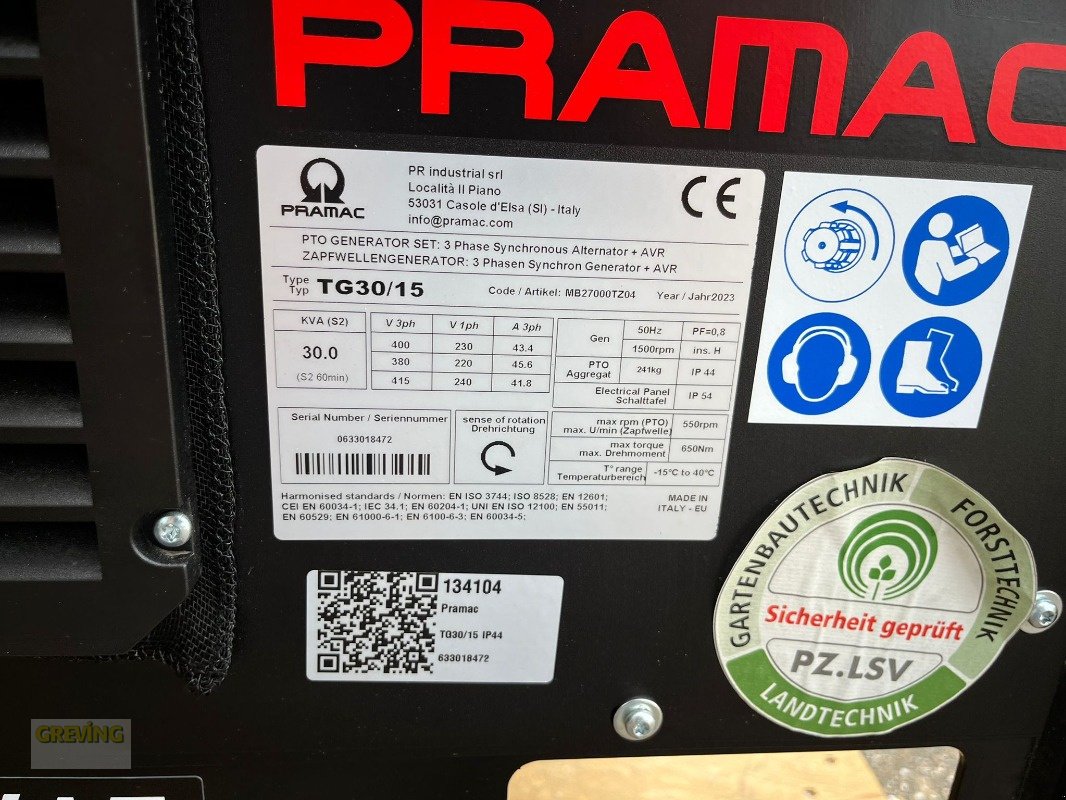 PRAMAC
PRAMAC
PR industrial srl
Località Il Piano
53031 Casole d'Elsa (SI) - Italy
info@pramac.com
CE
PTO GENERATOR SET: 3 Phase Synchronous Alternator + AVR
ZAPFWELLENGENERATOR: 3 Phasen Synchron Generator + AVR
Type
Typ
TG30/15
Code / Artikel: MB27000TZ04
Year / Jahr2023
KVA (S2)
30.0
(S2 60min)
V 3ph V 1ph A 3ph
400 230 43.4
380 220 45.6
415 240 41.8
Gen 50Hz PF=0,8
1500rpm ins. H
PTO
Aggregat 241kg IP 44
Electrical Panel
Schalttafel IP 54
Serial Number / Seriennummer
0633018472
sense of rotation
Drehrichtung
max rpm (PTO)
max. U/min (Zapfwelle) 550rpm
max torque
max. Drehmoment 650Nm
T° range
Temperaturbereich -15°C to 40°C
Harmonised standards / Normen: EN ISO 3744; ISO 8528; EN 12601;
CEI EN 60034-1; IEC 34.1; EN 60204-1; UNI EN ISO 12100; EN 55011;
EN 60529; EN 61000-6-1; EN 6100-6-3; EN 60034-5;
MADE IN
ITALY - EU
134104
Pramac
TG30/15 IP44
633018472
GARTENBAUTECHNIK
FORSTTECHNIK
Sicherheit geprüft
PZ.LSV
LANDTECHNIK
GREVING